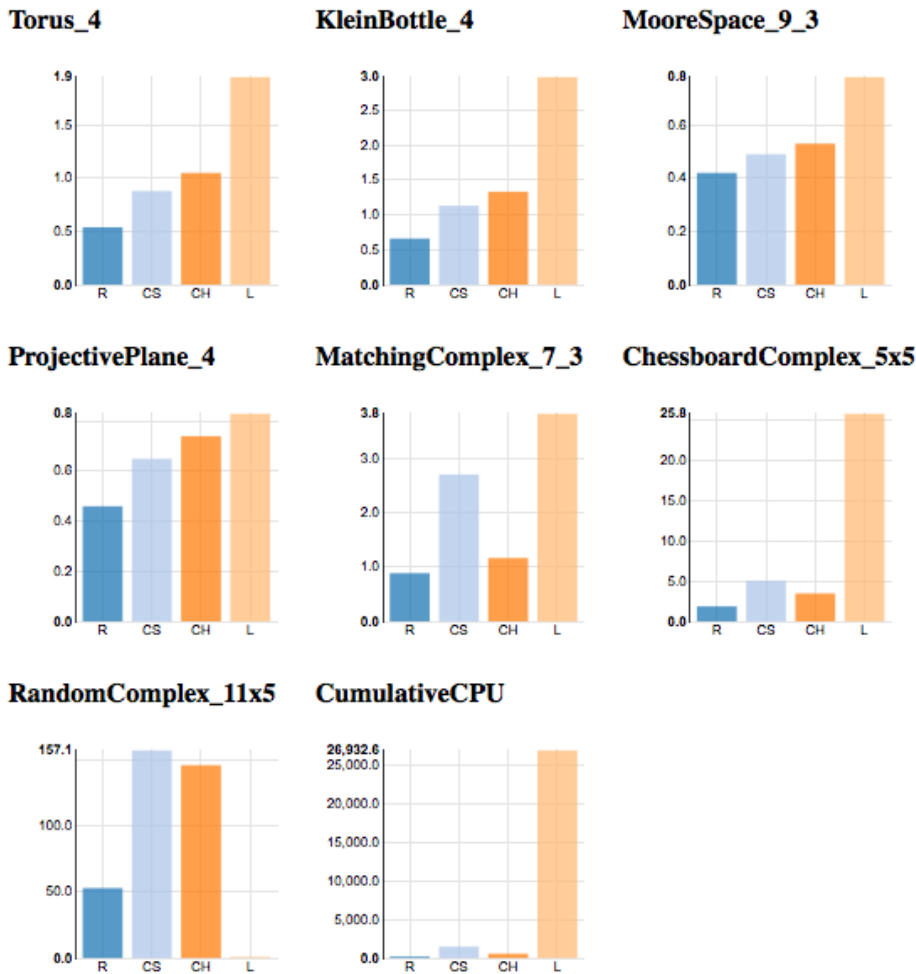 Torus_4 KleinBottle_4 MooreSpace_9_3
1.9 3.0 0.8
1.5 2.5 0.6
1.0 2.0 0.4
0.5 1.5 0.2
0.0 1.0 0.0
0.5
0.0
R CS CH L R CS CH L R CS CH L
ProjectivePlane_4 MatchingComplex_7_3 ChessboardComplex_5x5
0.8 3.8 25.8
0.6 3.0 20.0
0.4 2.0 15.0
0.2 1.0 10.0
0.0 0.0 5.0
0.0
R CS CH L R CS CH L R CS CH L
RandomComplex_11x5 CumulativeCPU
157.1 26,932.6
100.0 25,000.0
50.0 20,000.0
0.0 15,000.0
10,000.0
5,000.0
0.0
R CS CH L R CS CH L